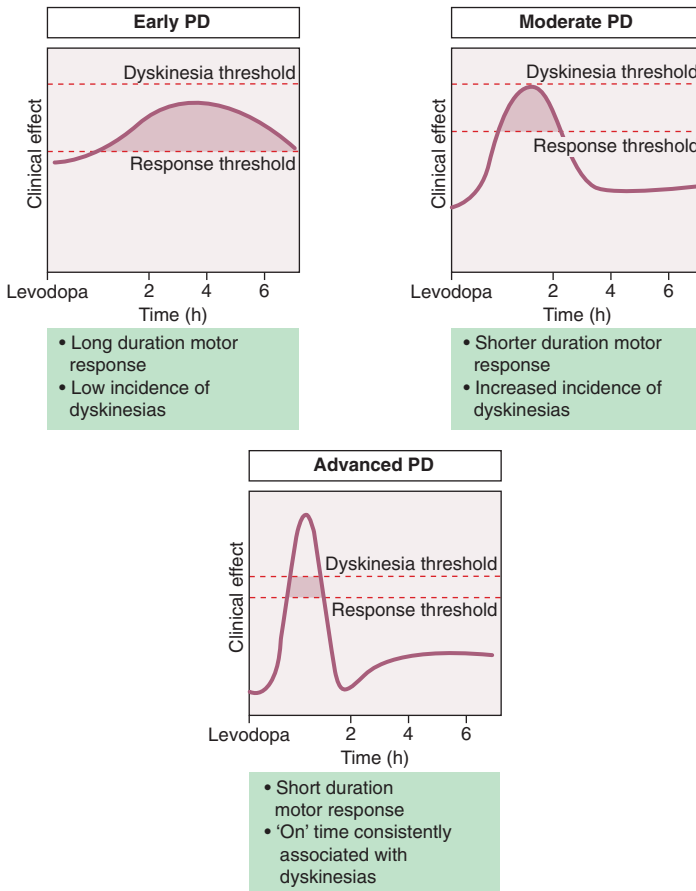 Early PD
Dyskinesia threshold
Response threshold
Clinical effect
Levodopa 2 4 6
Time (h)
• Long duration motor
response
• Low incidence of
dyskinesias
Moderate PD
Dyskinesia threshold
Response threshold
Clinical effect
Levodopa 2 4 6
Time (h)
• Shorter duration motor
response
• Increased incidence of
dyskinesias
Advanced PD
Dyskinesia threshold
Response threshold
Clinical effect
Levodopa 2 4 6
Time (h)
• Short duration
motor response
• 'On' time consistently
associated with
dyskinesias